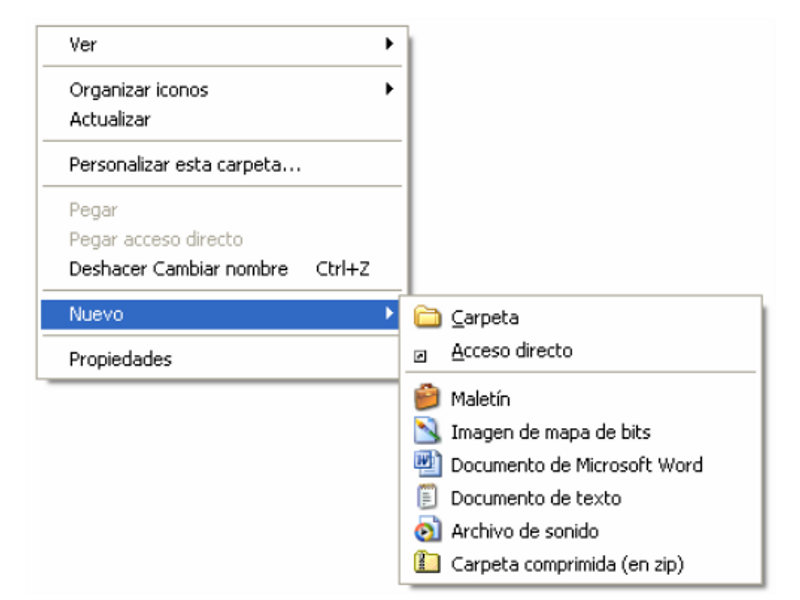 Ver
Organizar iconos
Actualizar
Personalizar esta carpeta...
Pegar
Pegar acceso directo
Deshacer Cambiar nombre Ctrl+Z
Nuevo
Propiedades
Carpeta
Acceso directo
Maletín
Imagen de mapa de bits
Documento de Microsoft Word
Documento de texto
Archivo de sonido
Carpeta comprimida (en zip)